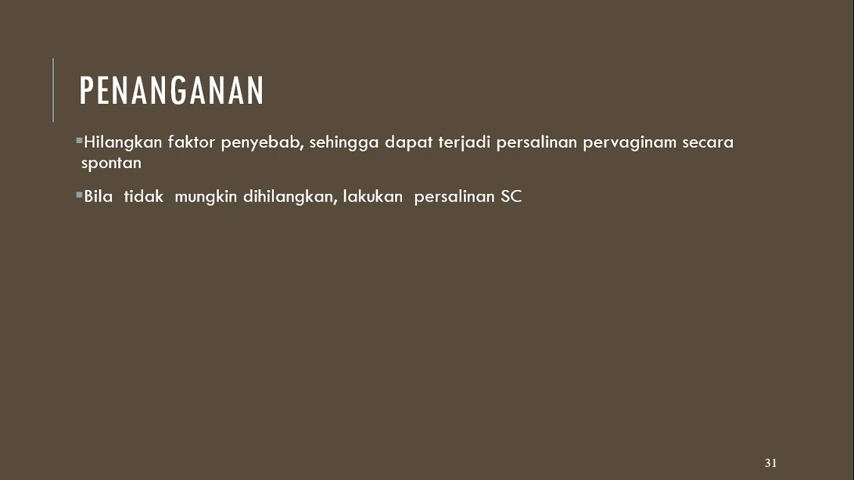 PENANGANAN
▪Hilangkan faktor penyebab, sehingga dapat terjadi persalinan pervaginam secara
spontan
▪Bila tidak mungkin dihilangkan, lakukan persalinan SC
31